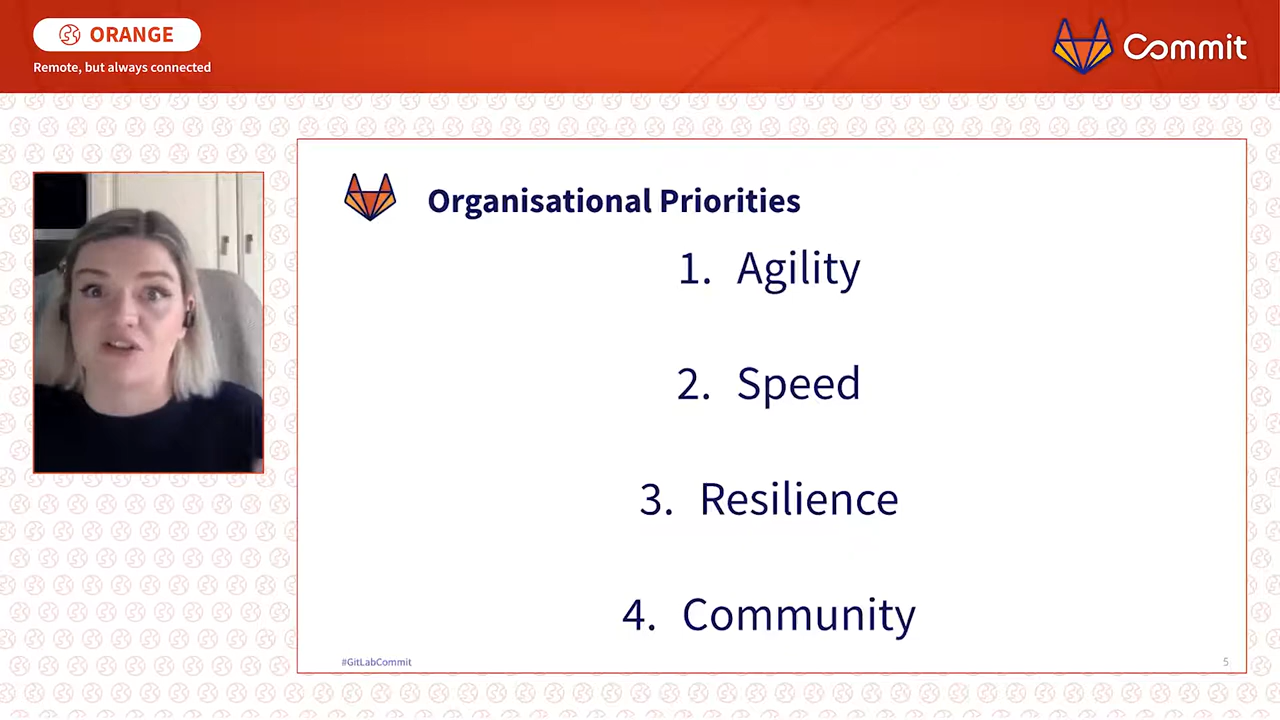 ORANGE
Remote, but always connected
Commit
Organisational Priorities
1. Agility
2. Speed
3. Resilience
4. Community
#GitLabCommit
5